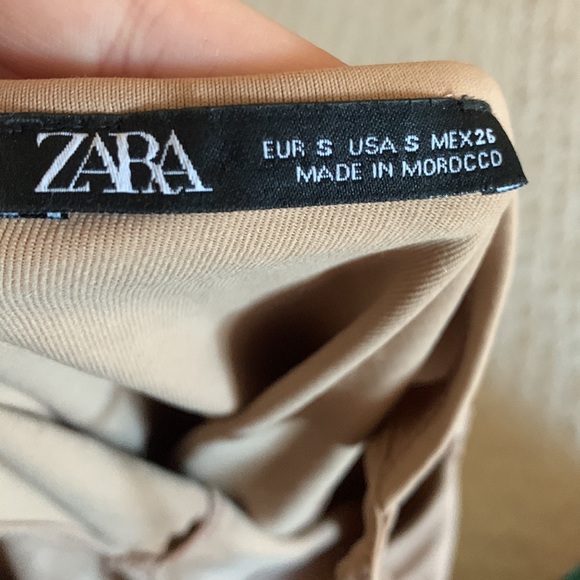 ZARA
EUR S USA S MEX 26
MADE IN MOROCCO